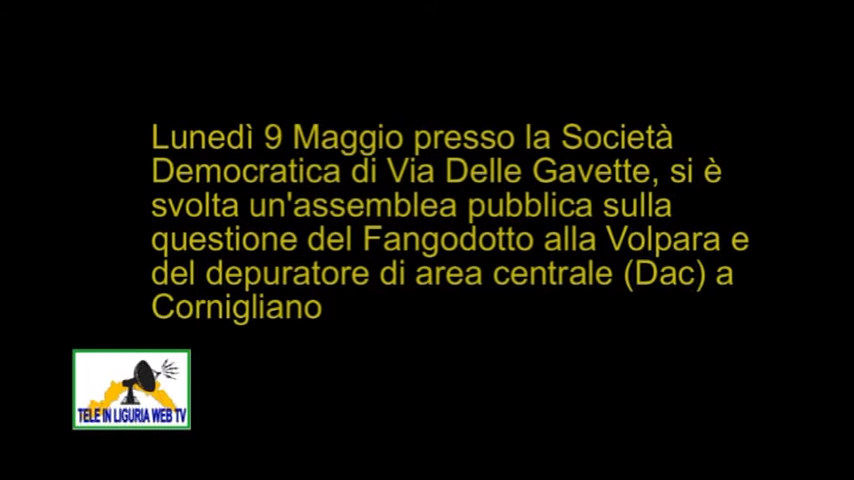 Lunedì 9 Maggio presso la Società
Democratica di Via Delle Gavette, si è
svolta un'assemblea pubblica sulla
questione del Fangodotto alla Volpara e
del depuratore di area centrale (Dac) a
Cornigliano
TELE IN LIGURIA WEB TV